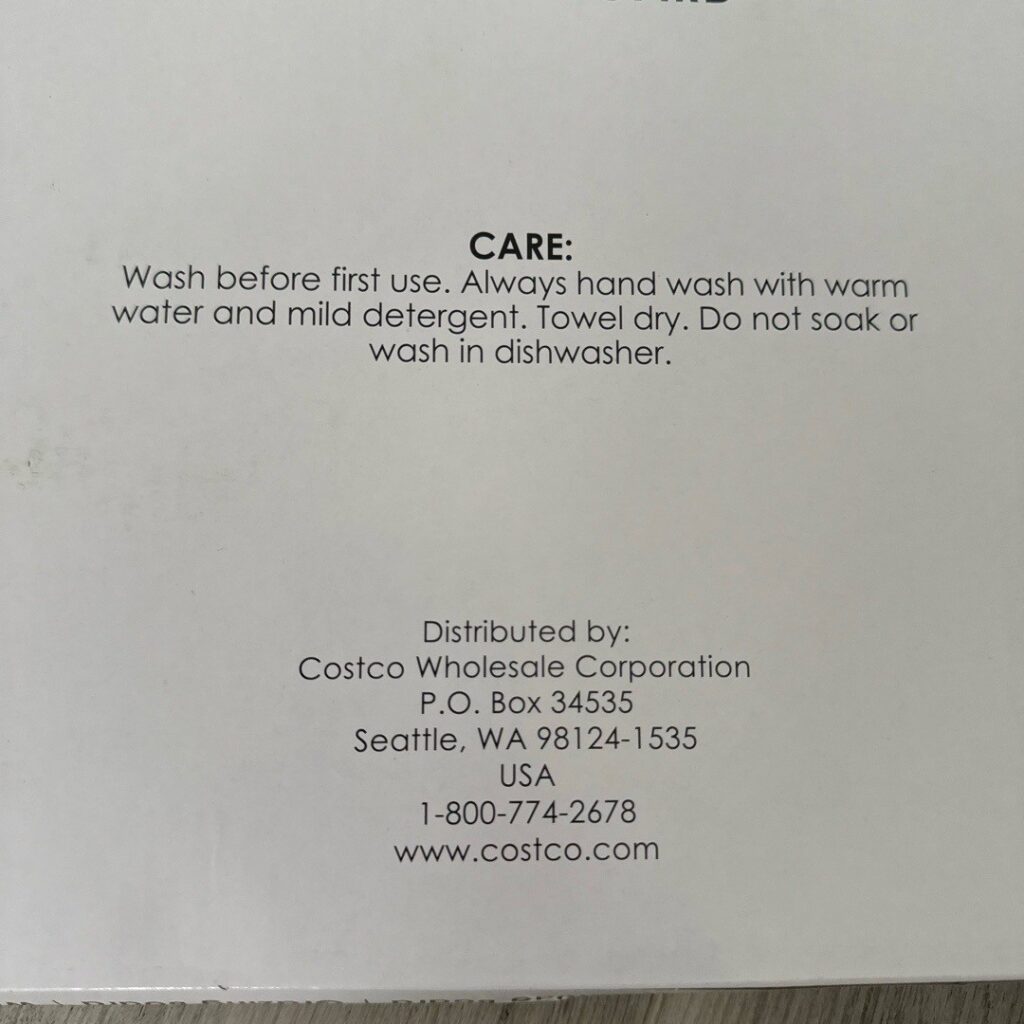 CARE:
Wash before first use. Always hand wash with warm
water and mild detergent. Towel dry. Do not soak or
wash in dishwasher.
Distributed by:
Costco Wholesale Corporation
P.O. Box 34535
Seattle, WA 98124-1535
USA
1-800-774-2678
www.costco.com